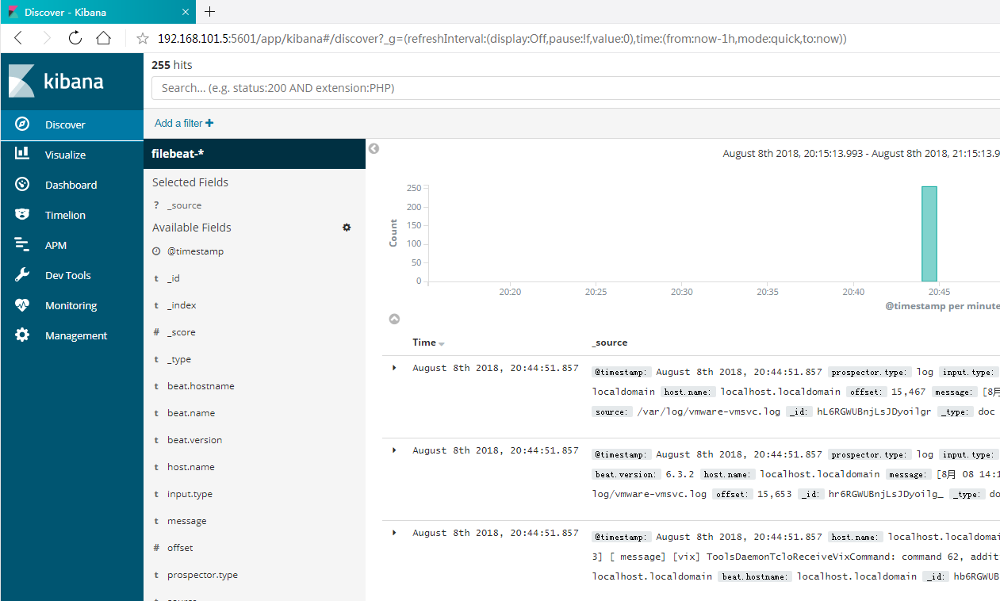 Discover - Kibana
192.168.101.5:5601/app/kibana#/discover?_g=(refreshInterval:(display:Off,pause:!f,value:0),time:(from:now-1h,mode:quick,to:now))
kibana
255 hits
Search... (e.g. status:200 AND extension:PHP)
Add a filter
Discover
Visualize
Dashboard
Timelion
APM
Dev Tools
Monitoring
Management
filebeat-*
Selected Fields
? _source
Available Fields
@timestamp
t _id
t _index
# _score
t _type
t beat.hostname
t beat.name
t beat.version
t host.name
t input.type
t message
# offset
t prospector.type
August 8th 2018, 20:15:13.993 - August 8th 2018, 21:15:13.9
Count
250
200
150
100
50
0
20:20
20:25
20:30
20:35
20:40
20:45
@timestamp per minute
Time
_source
August 8th 2018, 20:44:51.857
@timestamp: August 8th 2018, 20:44:51.857 prospector.type: log input.type:
localdomain host.name: localhost.localdomain offset: 15,467 message: [8月
source: /var/log/vmware-vmsvc.log _id: hL6RGWUBnjLsJDyoilgr _type: doc
August 8th 2018, 20:44:51.857
@timestamp: August 8th 2018, 20:44:51.857 prospector.type: log input.type:
beat.version: 6.3.2 host.name: localhost.localdomain message: [8月 08 14:1
log/vmware-vmsvc.log offset: 15,653 _id: hr6RGWUBnjLsJDyoilg_ _type: do
August 8th 2018, 20:44:51.857
@timestamp: August 8th 2018, 20:44:51.857 host.name: localhost.localdomai
3] [ message] [vix] ToolsDaemonTcloReceiveVixCommand: command 62, addit
localhost.localdomain beat.hostname: localhost.localdomain _id: hb6RGWUB